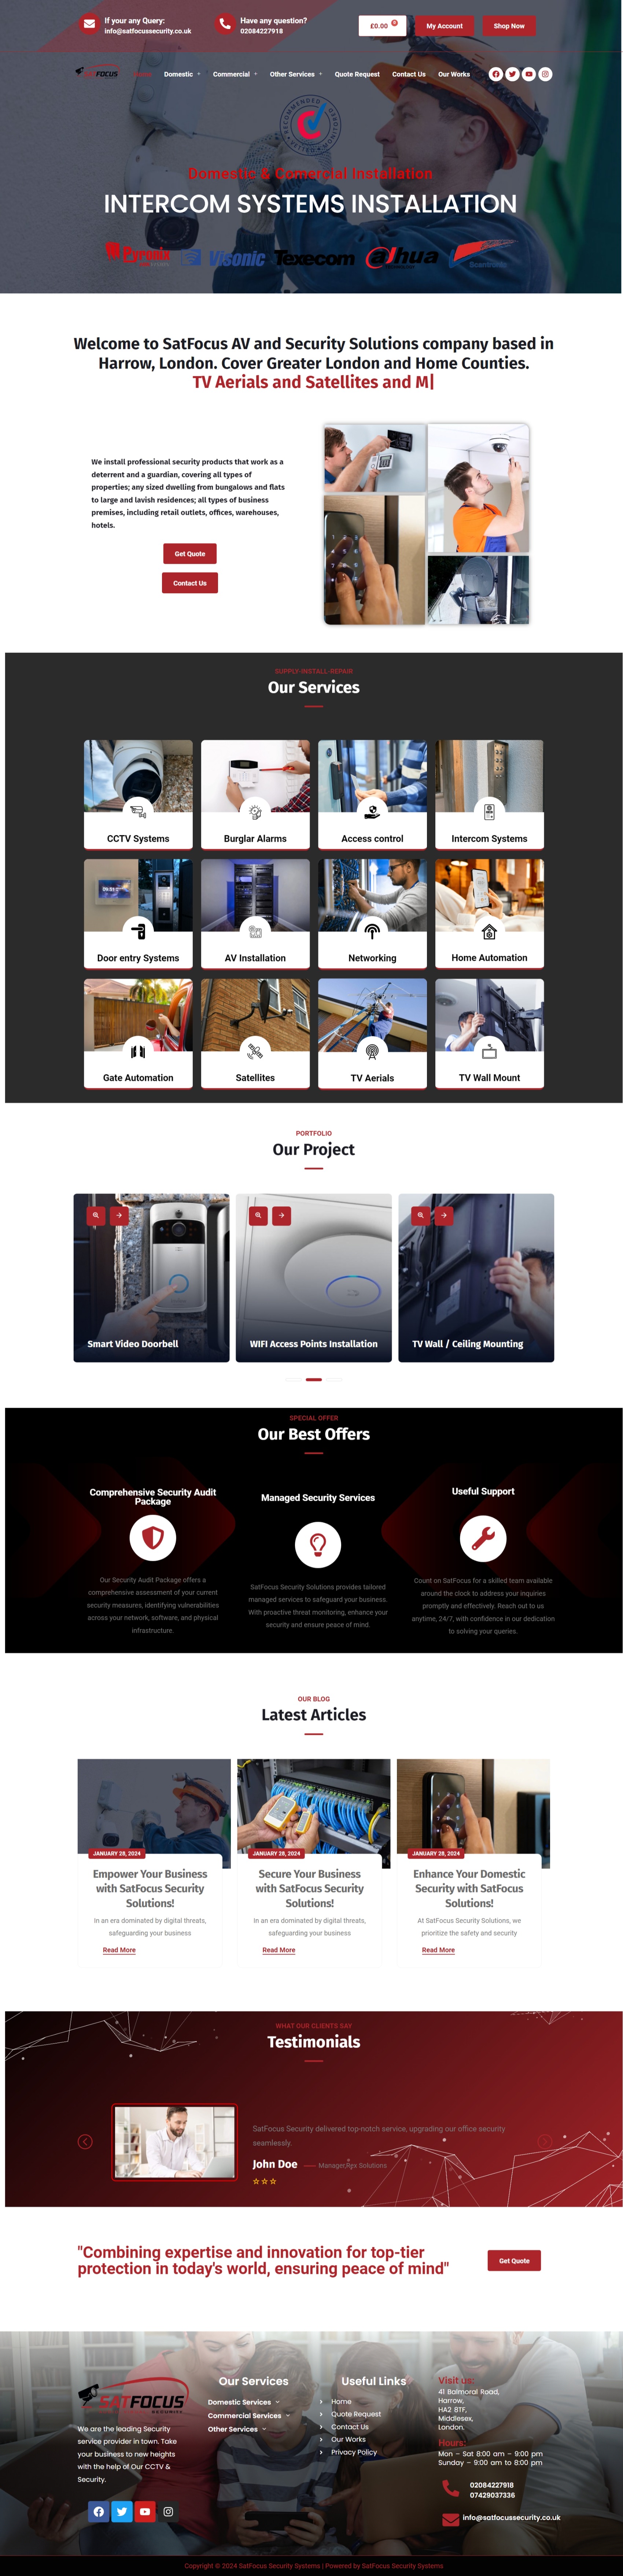 If your any Query:
info@satfocussecurity.co.uk
Have any question?
02084227918
£0.00 0
My Account
Shop Now
SATFOCUS
Home
Domestic +
Commercial +
Other Services +
Quote Request
Contact Us
Our Works
RECOMMENDED
Domestic & Comercial Installation
INTERCOM SYSTEMS INSTALLATION
Pyronix
Visonic
Texecom
alhua
Scantronic
Welcome to SatFocus AV and Security Solutions company based in
Harrow, London. Cover Greater London and Home Counties.
TV Aerials and Satellites and M|
We install professional security products that work as a
deterrent and a guardian, covering all types of
properties; any sized dwelling from bungalows and flats
to large and lavish residences; all types of business
premises, including retail outlets, offices, warehouses,
hotels.
Get Quote
Contact Us
SUPPLY-INSTALL-REPAIR
Our Services
CCTV Systems
Burglar Alarms
Access control
Intercom Systems
Door entry Systems
AV Installation
Networking
Home Automation
Gate Automation
Satellites
TV Aerials
TV Wall Mount
PORTFOLIO
Our Project
Smart Video Doorbell
WIFI Access Points Installation
TV Wall / Ceiling Mounting
SPECIAL OFFER
Our Best Offers
Comprehensive Security Audit
Package
Our Security Audit Package offers a
comprehensive assessment of your current
security measures, identifying vulnerabilities
across your network, software, and physical
infrastructure.
Managed Security Services
SatFocus Security Solutions provides tailored
managed services to safeguard your business.
With proactive threat monitoring, enhance your
security and ensure peace of mind.
Useful Support
Count on SatFocus for a skilled team available
around the clock to address your inquiries
promptly and effectively. Reach out to us
anytime, 24/7, with confidence in our dedication
to solving your queries.
OUR BLOG
Latest Articles
JANUARY 28, 2024
Empower Your Business
with SatFocus Security
Solutions!
In an era dominated by digital threats,
safeguarding your business
Read More
JANUARY 28, 2024
Secure Your Business
with SatFocus Security
Solutions!
In an era dominated by digital threats,
safeguarding your business
Read More
JANUARY 28, 2024
Enhance Your Domestic
Security with SatFocus
Solutions!
At SatFocus Security Solutions, we
prioritize the safety and security
Read More
WHAT OUR CLIENTS SAY
Testimonials
SatFocus Security delivered top-notch service, upgrading our office security
seamlessly.
John Doe
Manager,Rpx Solutions
"Combining expertise and innovation for top-tier
protection in today's world, ensuring peace of mind"
Get Quote
SATFOCUS
SECURITY
We are the leading Security
service provider in town. Take
your business to new heights
with the help of Our CCTV &
Security.
Our Services
Domestic Services
Commercial Services
Other Services
Useful Links
Home
Quote Request
Contact Us
Our Works
Privacy Policy
Visit us:
41 Balmoral Road,
Harrow,
HA2 8TF,
Middlesex,
London.
Hours:
Mon – Sat 8:00 am – 9:00 pm
Sunday – 9:00 am to 8:00 pm
02084227918
07429037336
info@satfocussecurity.co.uk
Copyright © 2024 SatFocus Security Systems | Powered by SatFocus Security Systems